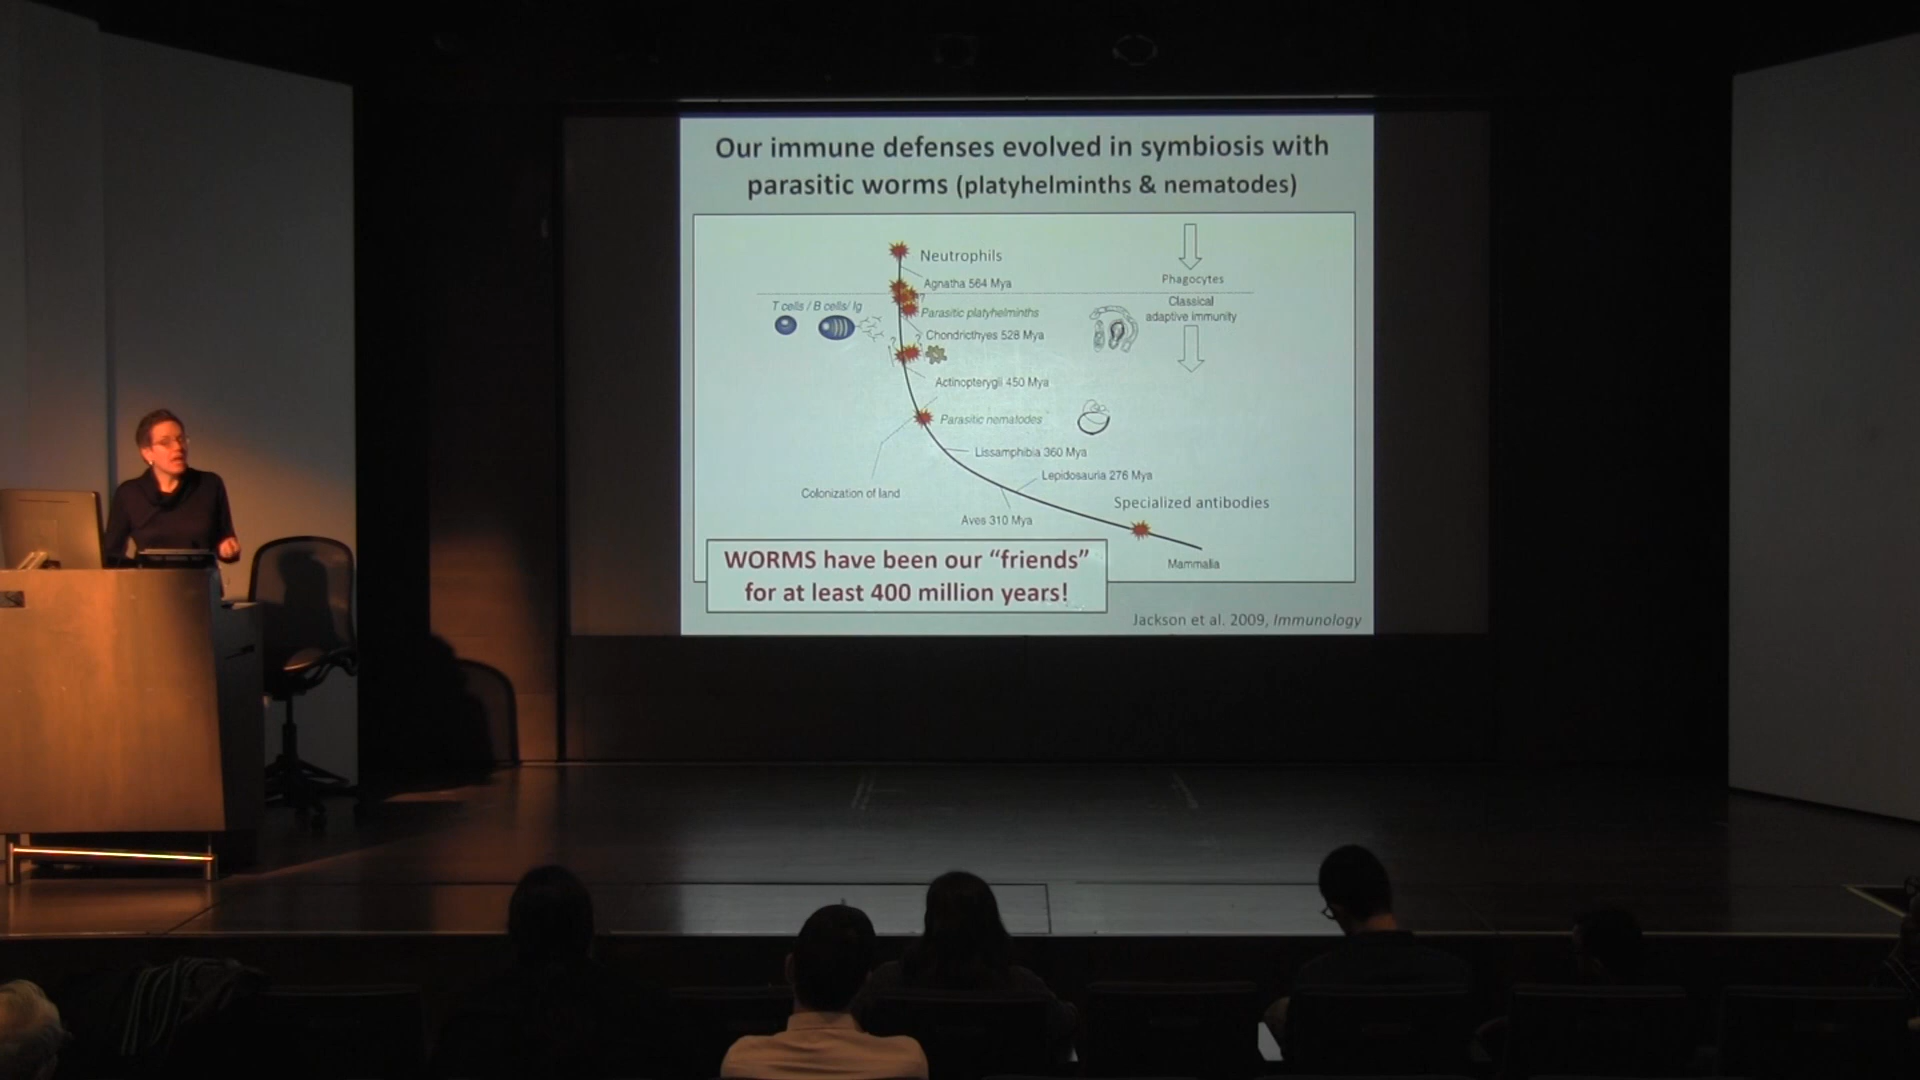 Our immune defenses evolved in symbiosis with
parasitic worms (platyhelminths & nematodes)
Neutrophils
Agnatha 564 Mya
Phagocytes
T cells / B cells/ Ig
?
Parasitic platyhelminths
Classical
adaptive immunity
?
?
Chondricthyes 528 Mya
Actinopterygii 450 Mya
Parasitic nematodes
Lissamphibia 360 Mya
Lepidosauria 276 Mya
Colonization of land
Specialized antibodies
Aves 310 Mya
Mammalia
WORMS have been our “friends”
for at least 400 million years!
Jackson et al. 2009, Immunology